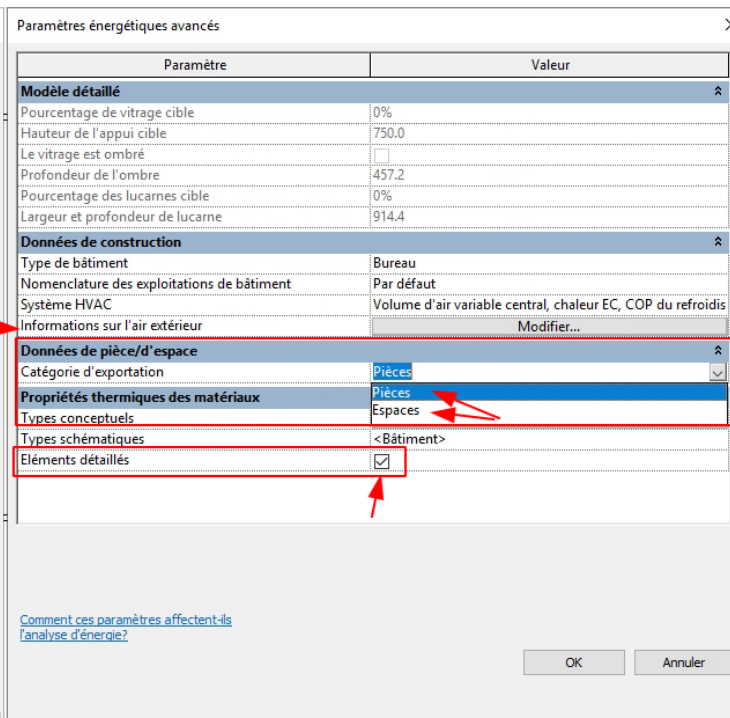 Paramètres énergétiques avancés
Paramètre Valeur
Modèle détaillé
Pourcentage de vitrage cible 0%
Hauteur de l'appui cible 750.0
Le vitrage est ombré
Profondeur de l'ombre 457.2
Pourcentage des lucarnes cible 0%
Largeur et profondeur de lucarne 914.4
Données de construction
Type de bâtiment Bureau
Nomenclature des exploitations de bâtiment Par défaut
Système HVAC Volume d'air variable central, chaleur EC, COP du refroidis
Informations sur l'air extérieur Modifier...
Données de pièce/d'espace
Catégorie d'exportation Pièces
Pièces
Propriétés thermiques des matériaux
Espaces
Types conceptuels
Types schématiques <Bâtiment>
Eléments détaillés
Comment ces paramètres affectent-ils
l'analyse d'énergie?
OK Annuler